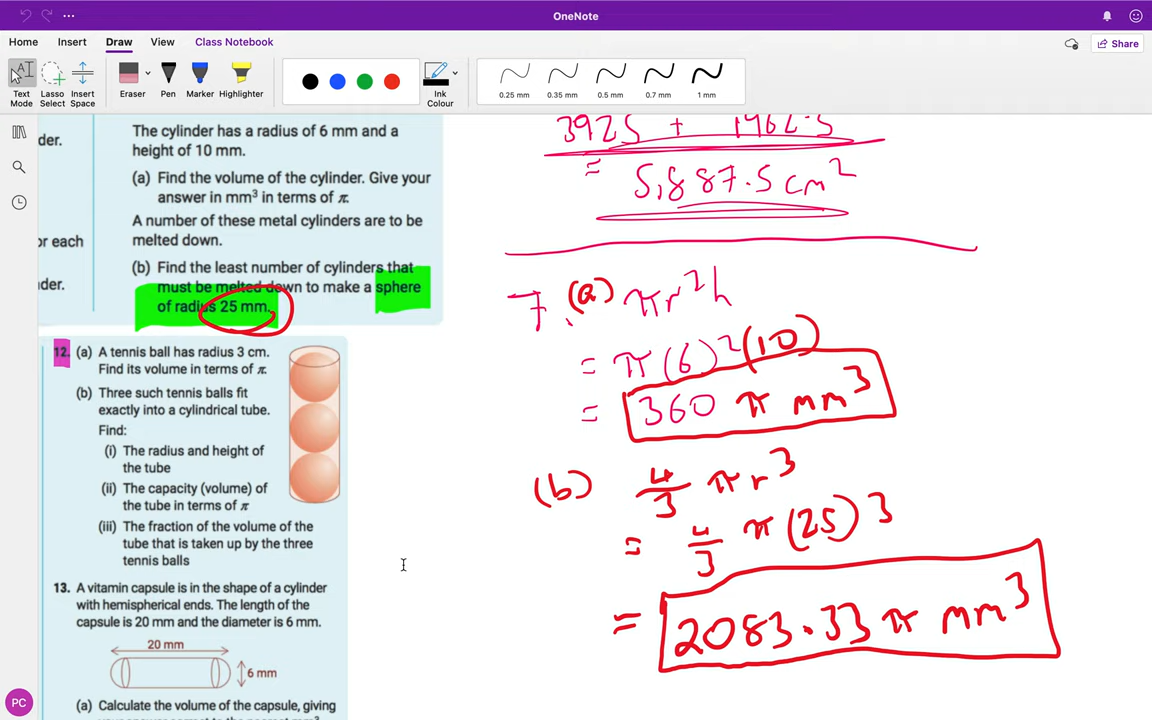 OneNote
Home Insert Draw View Class Notebook
Share
Text Mode
Lasso Select
Insert Space
Eraser
Pen
Marker
Highlighter
Ink Colour
0.25 mm 0.35 mm 0.5 mm 0.7 mm 1 mm
der.
or each
der.
The cylinder has a radius of 6 mm and a
height of 10 mm.
(a) Find the volume of the cylinder. Give your
answer in mm³ in terms of π.
A number of these metal cylinders are to be
melted down.
(b) Find the least number of cylinders that
must be melted down to make a sphere
of radius 25 mm.
12. (a) A tennis ball has radius 3 cm.
Find its volume in terms of π.
(b) Three such tennis balls fit
exactly into a cylindrical tube.
Find:
(i) The radius and height of
the tube
(ii) The capacity (volume) of
the tube in terms of π
(iii) The fraction of the volume of the
tube that is taken up by the three
tennis balls
13. A vitamin capsule is in the shape of a cylinder
with hemispherical ends. The length of the
capsule is 20 mm and the diameter is 6 mm.
20 mm
6 mm
(a) Calculate the volume of the capsule, giving
your answer correct to the nearest mm³
PC
3925 + 1962.5
= 5,887.5 cm²
7. (a) πr²h
= π(6)²(10)
= 360 π mm³
(b) 4/3 πr³
= 4/3 π(25)³
= 2083.33 π mm³